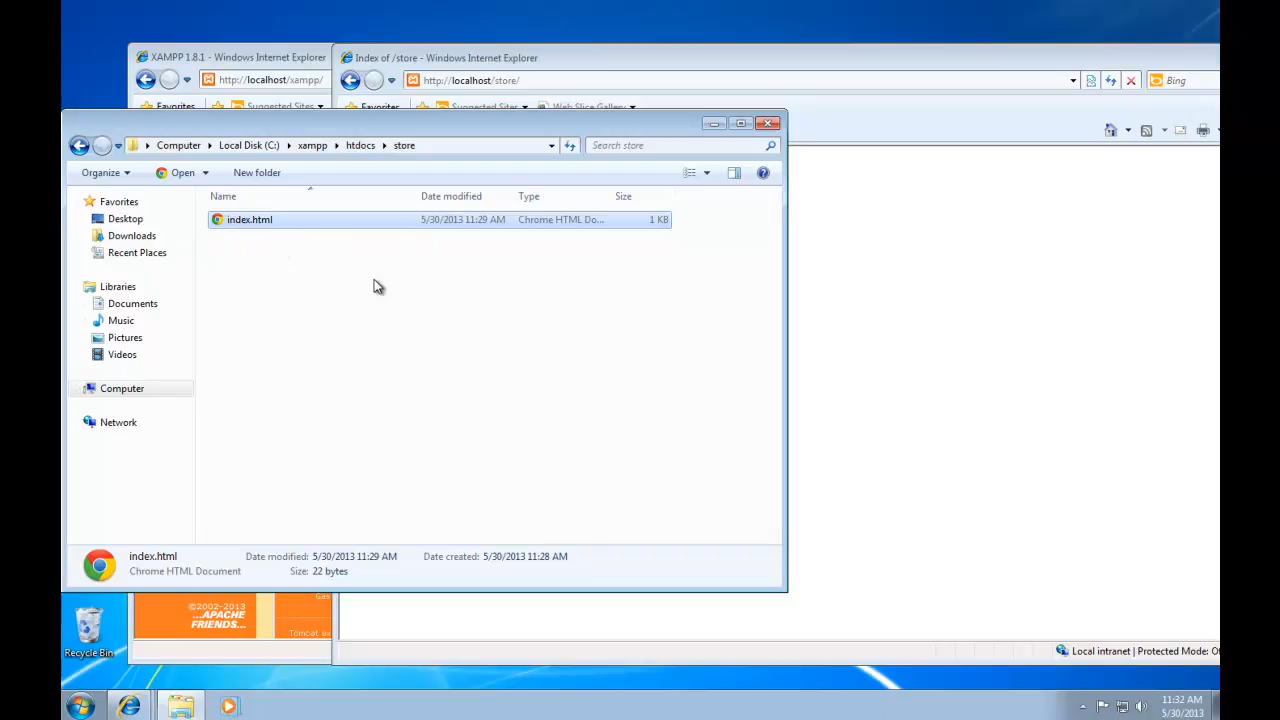 XAMPP 1.8.1 - Windows Internet Explorer
Index of /store - Windows Internet Explorer
http://localhost/xampp/
http://localhost/store/
Bing
Favorites
Suggested Sites
Favorites
Suggested Sites
Web Slice Gallery
Computer
Local Disk (C:)
xampp
htdocs
store
Search store
Organize
Open
New folder
Name
Date modified
Type
Size
Favorites
index.html
5/30/2013 11:29 AM
Chrome HTML Do...
1 KB
Desktop
Downloads
Recent Places
Libraries
Documents
Music
Pictures
Videos
Computer
Network
index.html
Date modified: 5/30/2013 11:29 AM
Date created: 5/30/2013 11:28 AM
Chrome HTML Document
Size: 22 bytes
©2002-2013
...APACHE
FRIENDS...
Tomcat
Recycle Bin
Local intranet | Protected Mode:
11:32 AM
5/30/2013